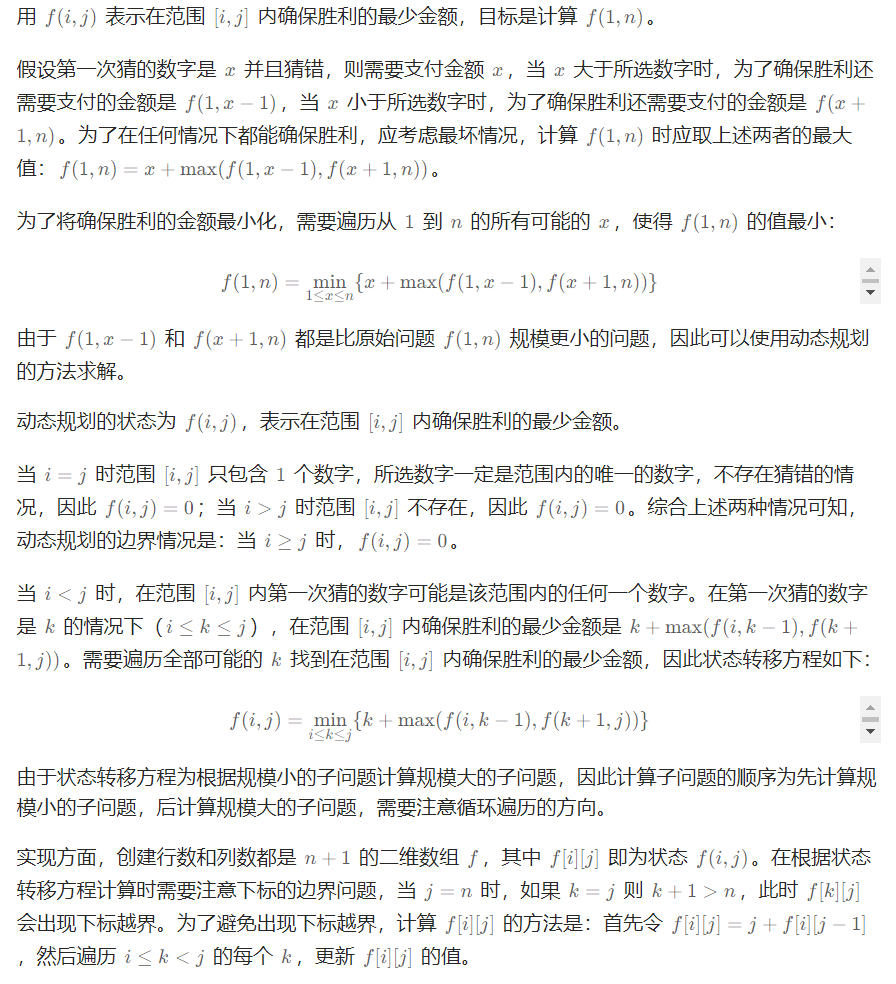 用 f(i, j) 表示在范围 [i, j] 内确保胜利的最少金额，目标是计算 f(1, n)。
假设第一次猜的数字是 x 并且猜错，则需要支付金额 x，当 x 大于所选数字时，为了确保胜利还
需要支付的金额是 f(1, x − 1)，当 x 小于所选数字时，为了确保胜利还需要支付的金额是 f(x +
1, n)。为了在任何情况下都能确保胜利，应考虑最坏情况，计算 f(1, n) 时应取上述两者的最大
值：f(1, n) = x + max(f(1, x − 1), f(x + 1, n))。
为了将确保胜利的金额最小化，需要遍历从 1 到 n 的所有可能的 x，使得 f(1, n) 的值最小：
f(1, n) = min{x + max(f(1, x − 1), f(x + 1, n))}
1≤x≤n
由于 f(1, x − 1) 和 f(x + 1, n) 都是比原始问题 f(1, n) 规模更小的问题，因此可以使用动态规划
的方法求解。
动态规划的状态为 f(i, j)，表示在范围 [i, j] 内确保胜利的最少金额。
当 i = j 时范围 [i, j] 只包含 1 个数字，所选数字一定是范围内的唯一的数字，不存在猜错的情
况，因此 f(i, j) = 0；当 i > j 时范围 [i, j] 不存在，因此 f(i, j) = 0。综合上述两种情况可知，
动态规划的边界情况是：当 i ≥ j 时，f(i, j) = 0。
当 i < j 时，在范围 [i, j] 内第一次猜的数字可能是该范围内的任何一个数字。在第一次猜的数字
是 k 的情况下（i ≤ k ≤ j），在范围 [i, j] 内确保胜利的最少金额是 k + max(f(i, k − 1), f(k +
1, j))。需要遍历全部可能的 k 找到在范围 [i, j] 内确保胜利的最少金额，因此状态转移方程如下：
f(i, j) = min{k + max(f(i, k − 1), f(k + 1, j))}
i≤k≤j
由于状态转移方程为根据规模小的子问题计算规模大的子问题，因此计算子问题的顺序为先计算规
模小的子问题，后计算规模大的子问题，需要注意循环遍历的方向。
实现方面，创建行数和列数都是 n + 1 的二维数组 f，其中 f[i][j] 即为状态 f(i, j)。在根据状态
转移方程计算时需要注意下标的边界问题，当 j = n 时，如果 k = j 则 k + 1 > n，此时 f[k][j]
会出现下标越界。为了避免出现下标越界，计算 f[i][j] 的方法是：首先令 f[i][j] = j + f[i][j − 1]
，然后遍历 i ≤ k < j 的每个 k，更新 f[i][j] 的值。